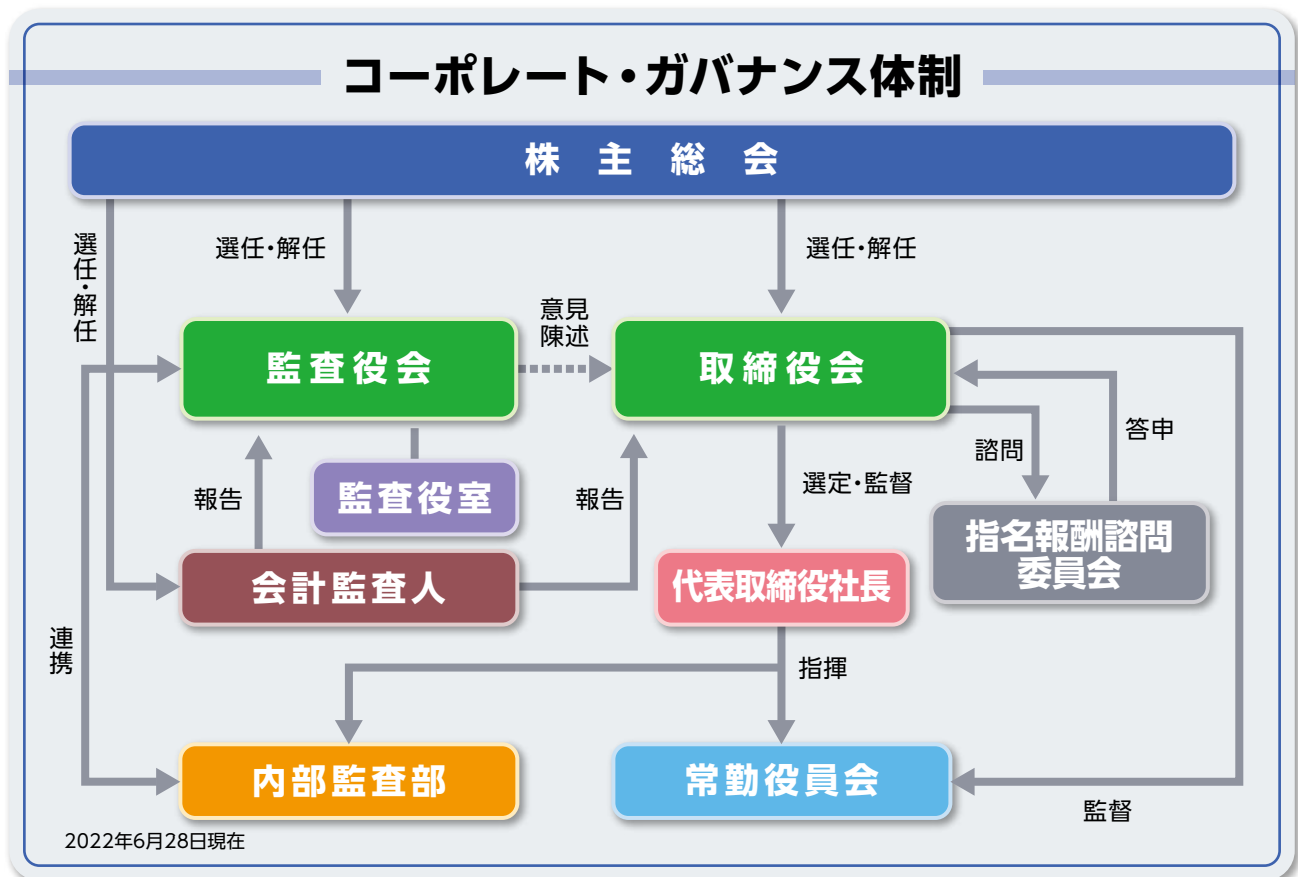 コーポレート・ガバナンス体制
株主総会
選任・解任
選任・解任
選任・解任
意見
陳述
監査役会
取締役会
答申
諮問
報告
監査役室
報告
選定・監督
指名報酬諮問
委員会
会計監査人
代表取締役社長
連携
指揮
内部監査部
常勤役員会
監督
2022年6月28日現在